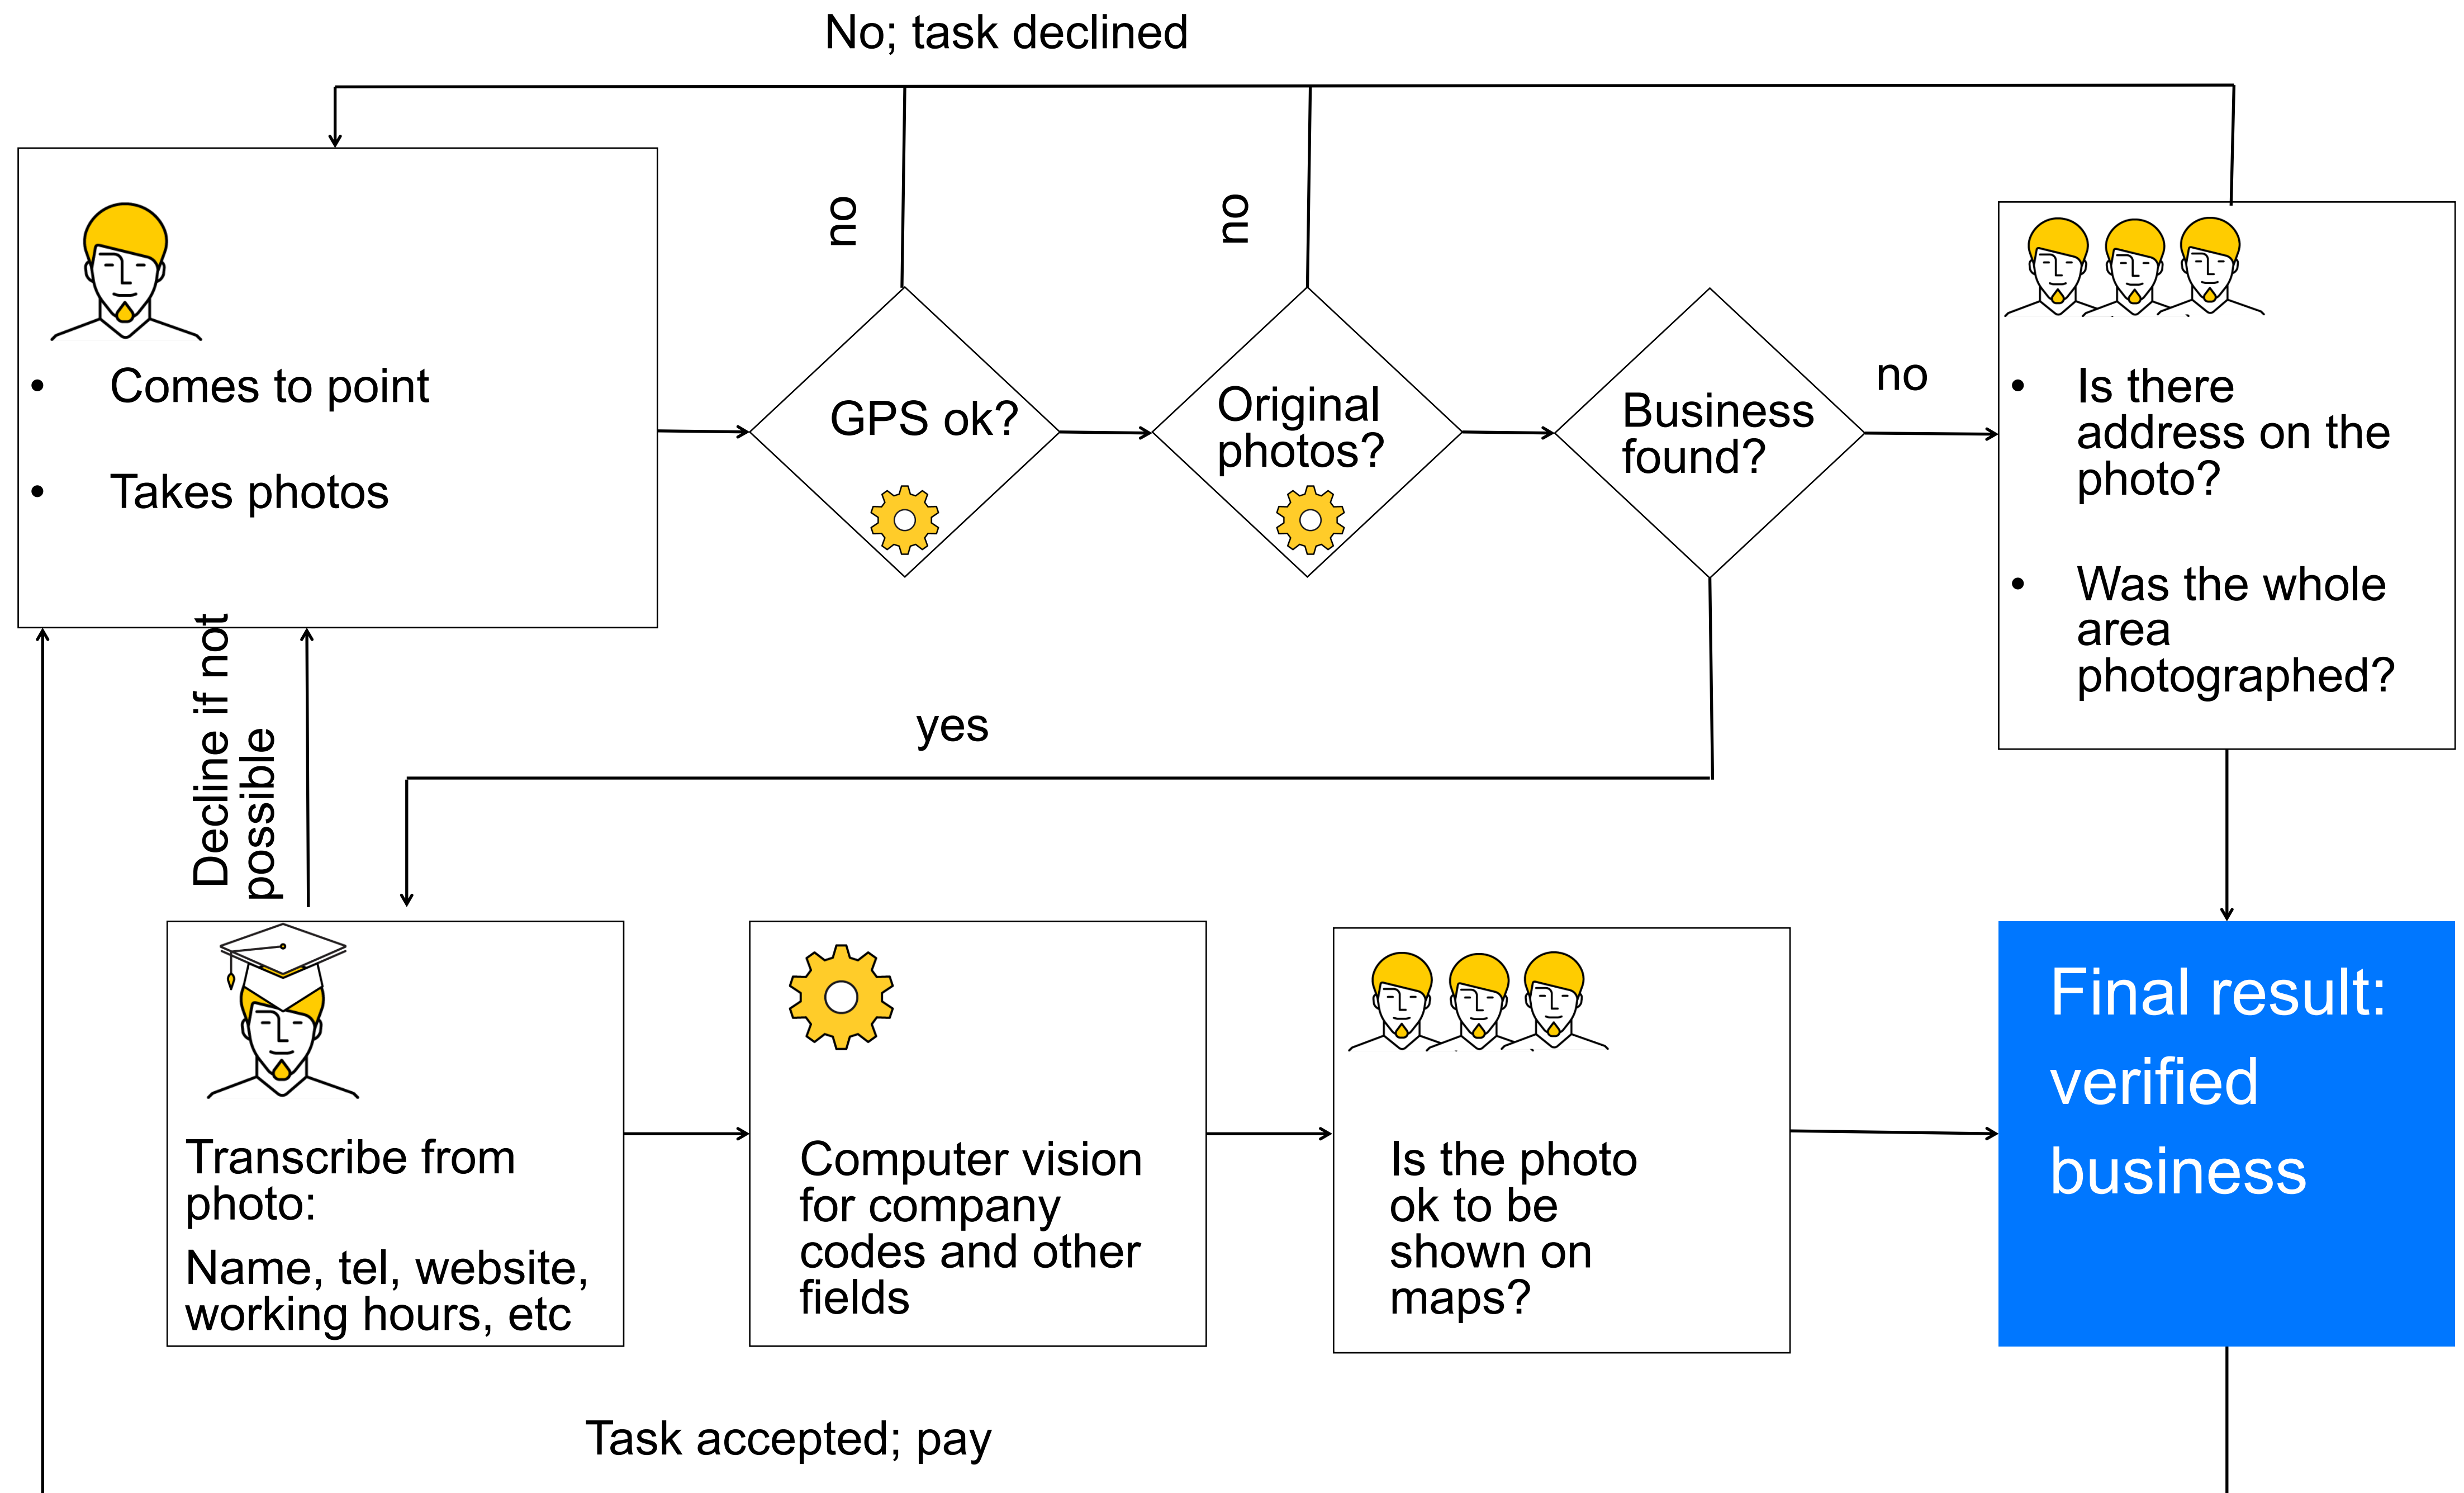 No; task declined
no
no
• Comes to point
• Takes photos
GPS ok?
Original
photos?
Business
found?
no
• Is there
address on the
photo?
• Was the whole
area
photographed?
Decline if not
possible
yes
Transcribe from
photo:
Name, tel, website,
working hours, etc
Computer vision
for company
codes and other
fields
Is the photo
ok to be
shown on
maps?
Final result:
verified
business
Task accepted; pay